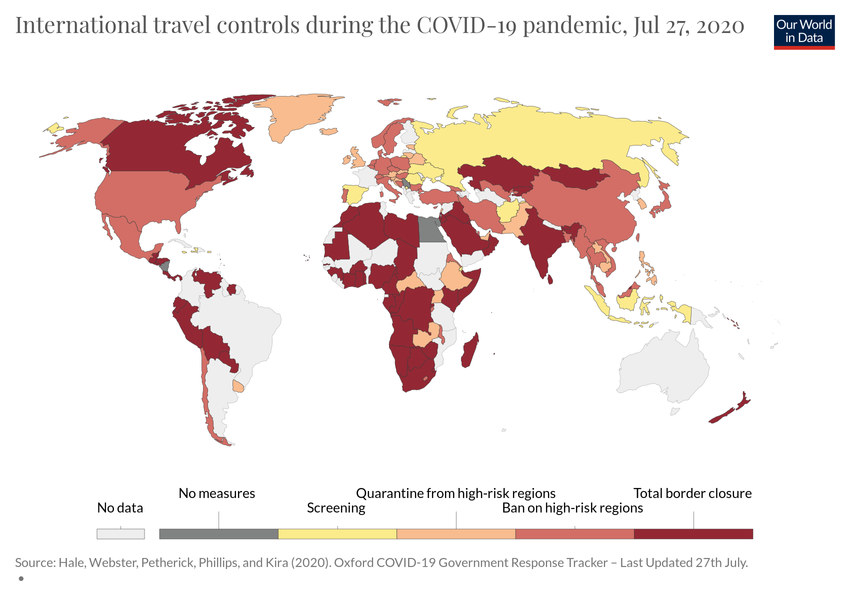 International travel controls during the COVID-19 pandemic, Jul 27, 2020
Our World
in Data
No data
No measures
Screening
Quarantine from high-risk regions
Ban on high-risk regions
Total border closure
Source: Hale, Webster, Petherick, Phillips, and Kira (2020). Oxford COVID-19 Government Response Tracker – Last Updated 27th July.
•